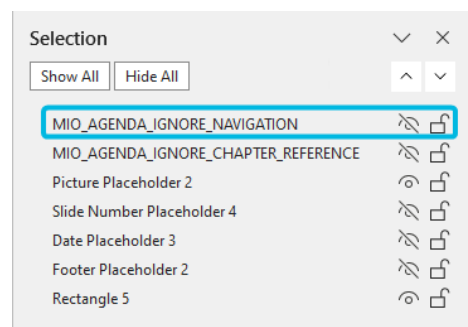 Selection
Show All Hide All
MIO_AGENDA_IGNORE_NAVIGATION
MIO_AGENDA_IGNORE_CHAPTER_REFERENCE
Picture Placeholder 2
Slide Number Placeholder 4
Date Placeholder 3
Footer Placeholder 2
Rectangle 5